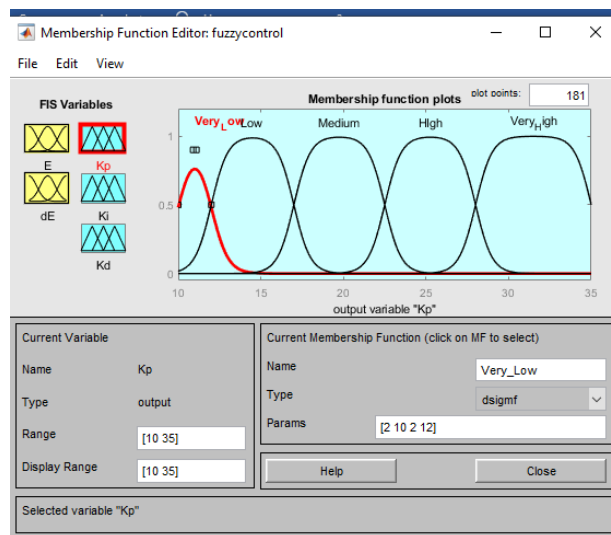 Membership Function Editor: fuzzycontrol
File Edit View
FIS Variables
E
Kp
dE
Ki
Kd
Membership function plots
plot points:
181
Very_Low
Low
Medium
HIgh
Very_High
1
0.5
0
10 15 20 25 30 35
output variable "Kp"
Current Variable
Name Kp
Type output
Range [10 35]
Display Range [10 35]
Current Membership Function (click on MF to select)
Name Very_Low
Type dsigmf
Params [2 10 2 12]
Help Close
Selected variable "Kp"